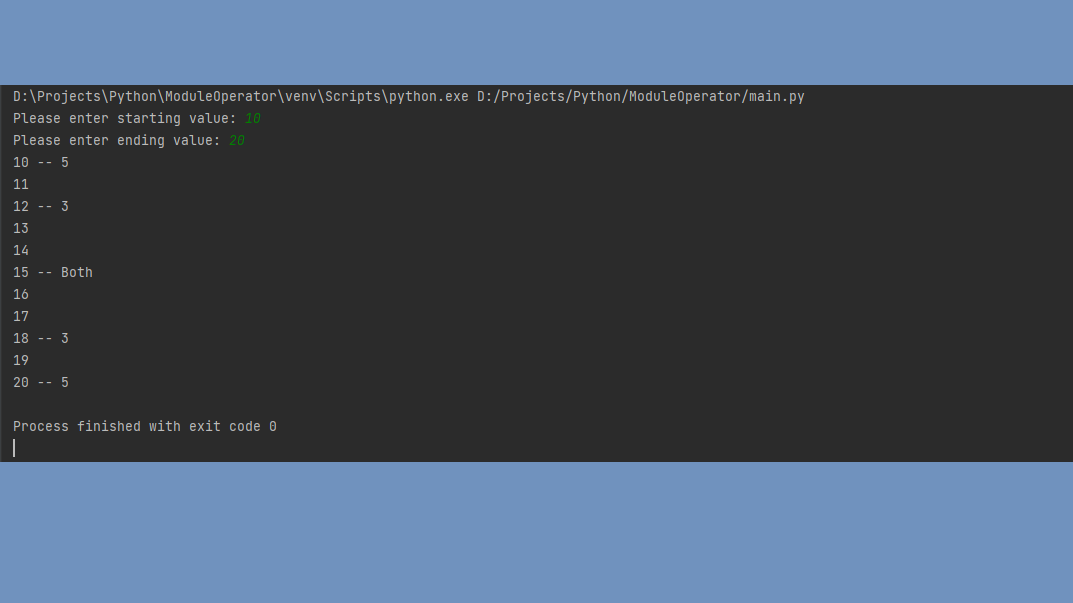 D:\Projects\Python\ModuleOperator\venv\Scripts\python.exe D:/Projects/Python/ModuleOperator/main.py
Please enter starting value: 10
Please enter ending value: 20
10 -- 5
11
12 -- 3
13
14
15 -- Both
16
17
18 -- 3
19
20 -- 5
Process finished with exit code 0